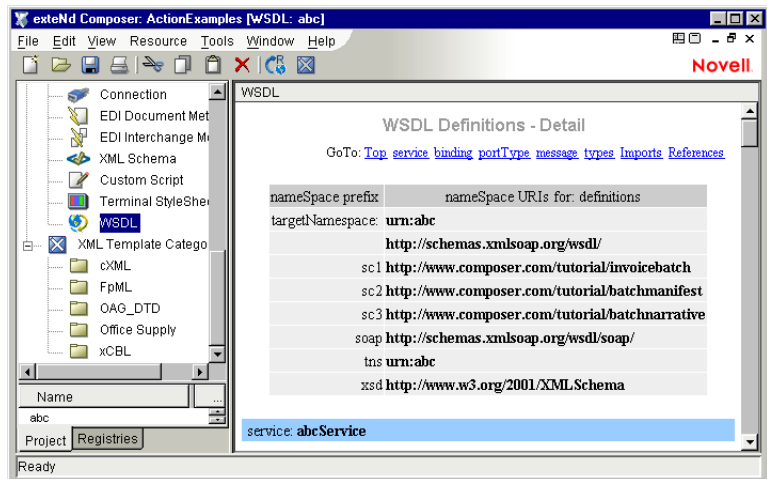 exteNd Composer: ActionExamples [WSDL: abc]
File Edit View Resource Tools Window Help
Novell
Connection
EDI Document Met
EDI Interchange M
XML Schema
Custom Script
Terminal StyleShe
WSDL
XML Template Catego
cXML
FpML
OAG_DTD
Office Supply
xCBL
Name ...
abc
Project Registries
WSDL
WSDL Definitions - Detail
GoTo: Top service binding portType message types Imports References
nameSpace prefix nameSpace URIs for: definitions
targetNamespace: urn:abc
http://schemas.xmlsoap.org/wsdl/
sc1 http://www.composer.com/tutorial/invoicebatch
sc2 http://www.composer.com/tutorial/batchmanifest
sc3 http://www.composer.com/tutorial/batchnarrative
soap http://schemas.xmlsoap.org/wsdl/soap/
tns urn:abc
xsd http://www.w3.org/2001/XMLSchema
service: abcService
Ready